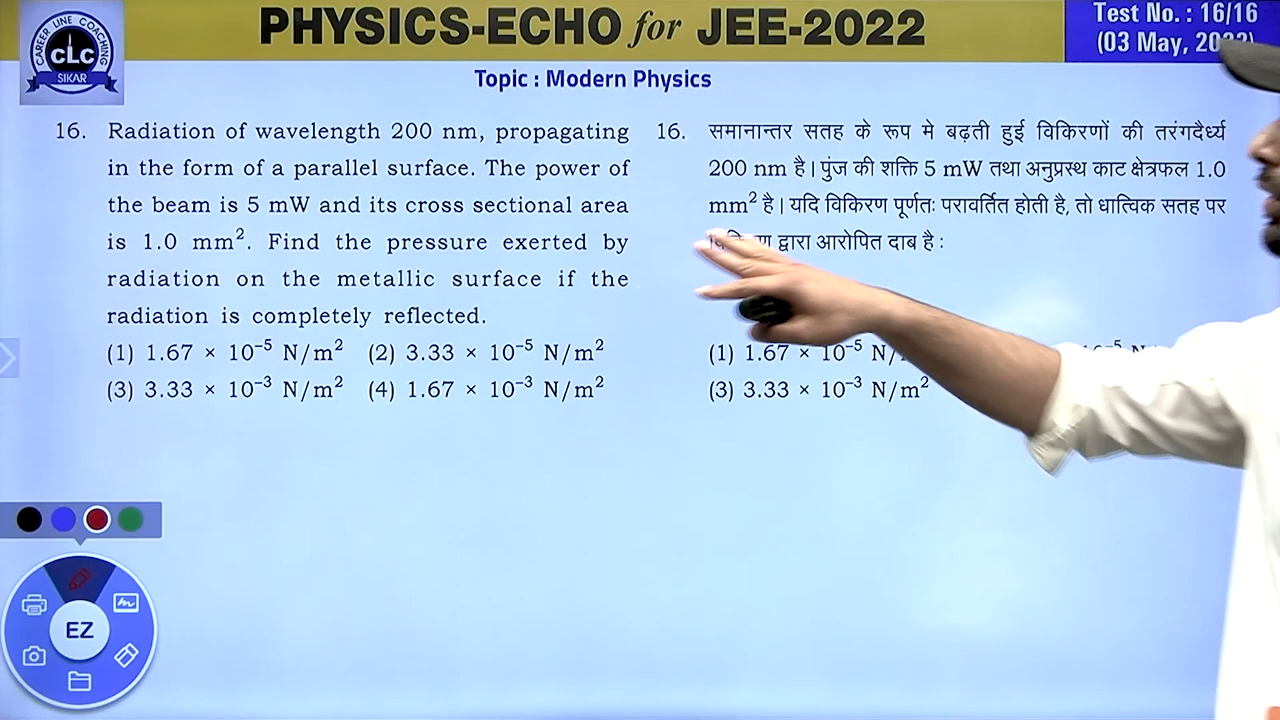 PHYSICS-ECHO for JEE-2022
Test No. : 16/16
(03 May, 2022)
CAREER LINE COACHING
CLC
SIKAR
Topic : Modern Physics
16. Radiation of wavelength 200 nm, propagating
in the form of a parallel surface. The power of
the beam is 5 mW and its cross sectional area
is 1.0 mm². Find the pressure exerted by
radiation on the metallic surface if the
radiation is completely reflected.
(1) 1.67 × 10⁻⁵ N/m² (2) 3.33 × 10⁻⁵ N/m²
(3) 3.33 × 10⁻³ N/m² (4) 1.67 × 10⁻³ N/m²
16. समानान्तर सतह के रूप मे बढ़ती हुई विकिरणों की तरंगदैर्ध्य
200 nm है। पुंज की शक्ति 5 mW तथा अनुप्रस्थ काट क्षेत्रफल 1.0
mm² है। यदि विकिरण पूर्णतः परावर्तित होती है, तो धात्विक सतह पर
द्वारा आरोपित दाब है :
(1) 1.67 × 10⁻⁵ N/
(3) 3.33 × 10⁻³ N/m²
EZ